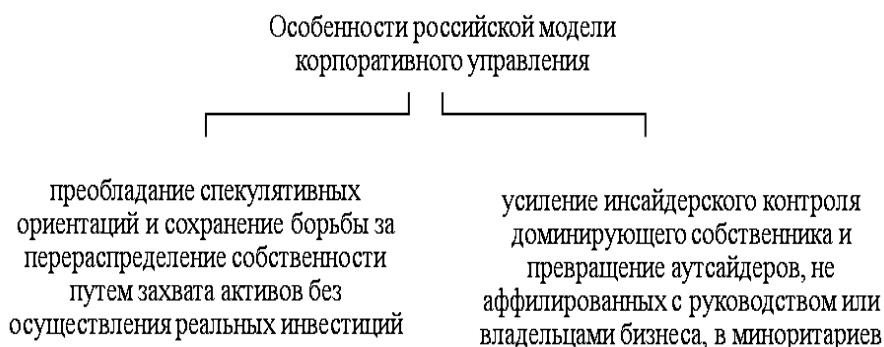 Особенности российской модели
корпоративного управления
преобладание спекулятивных
ориентаций и сохранение борьбы за
перераспределение собственности
путем захвата активов без
осуществления реальных инвестиций
усиление инсайдерского контроля
доминирующего собственника и
превращение аутсайдеров, не
аффилированных с руководством или
владельцами бизнеса, в миноритариев